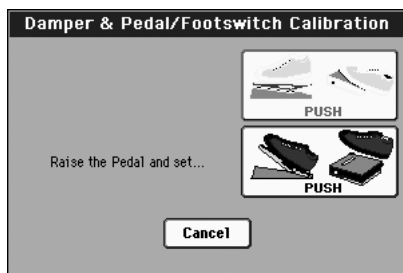 Damper & Pedal/Footswitch Calibration
PUSH
Raise the Pedal and set...
PUSH
Cancel